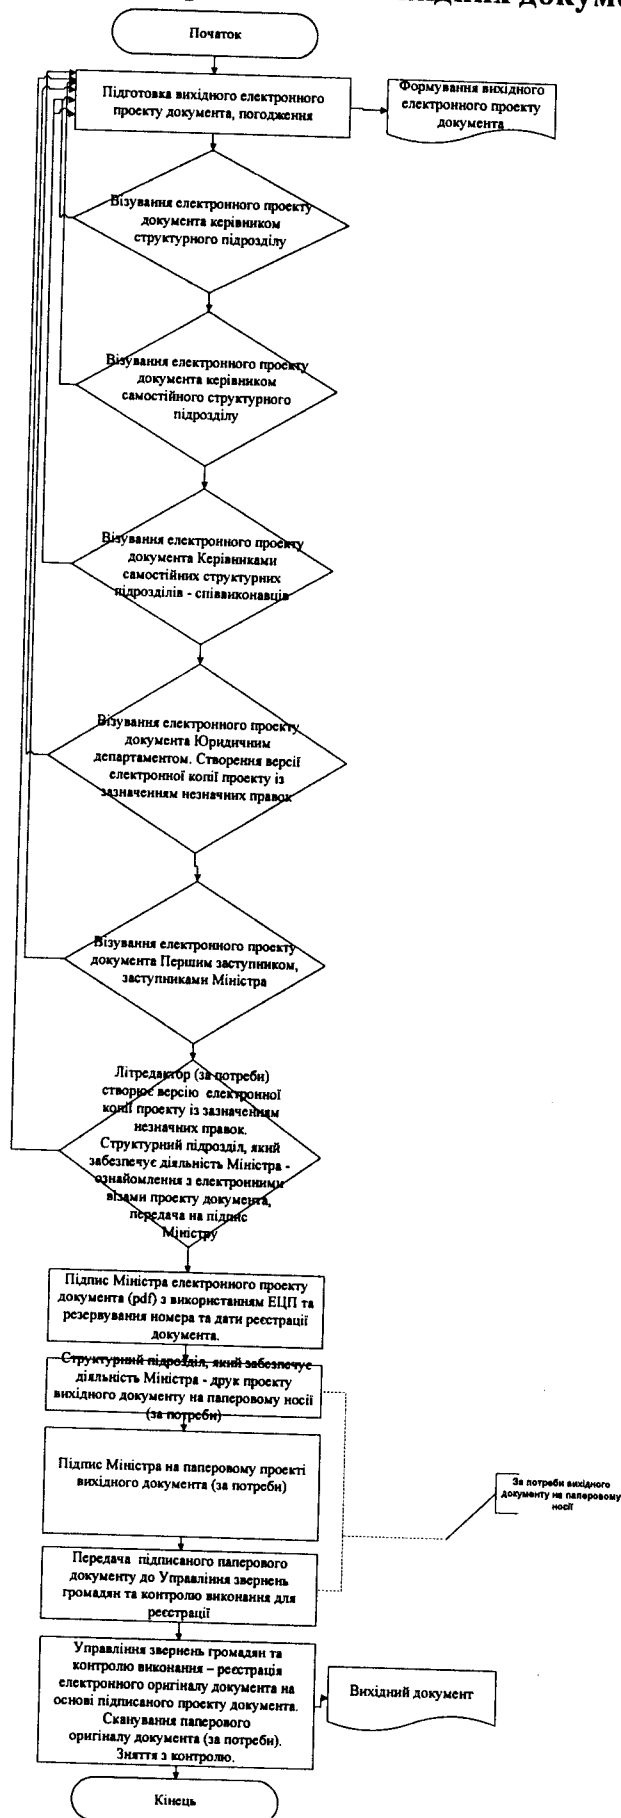 Початок
Підготовка вихідного електронного
проекту документа, погодження
Формування вихідного
електронного проекту
документа
Візування електронного проекту
документа керівником
структурного підрозділу
Візування електронного проекту
документа керівником
самостійного структурного
підрозділу
Візування електронного проекту
документа Керівниками
самостійних структурних
підрозділів - співвиконавців
Візування електронного проекту
документа Юридичним
департаментом. Створення версії
електронної копії проекту із
зазначенням незначних правок
Візування електронного проекту
документа Першим заступником,
заступниками Міністра
Літредактор (за потреби)
створює версію електронної
копії проекту із зазначенням
незначних правок.
Структурний підрозділ, який
забезпечує діяльність Міністра -
ознайомлення з електронними
візами проекту документа,
передача на підпис
Міністру
Підпис Міністра електронного проекту
документа (pdf) з використанням ЕЦП та
резервування номера та дати реєстрації
документа.
Структурний підрозділ, який забезпечує
діяльність Міністра - друк проекту
вихідного документу на паперовому носії
(за потреби)
Підпис Міністра на паперовому проекті
вихідного документа (за потреби)
За потреби вихідного
документу на паперовому
носії
Передача підписаного паперового
документу до Управління звернень
громадян та контролю виконання для
реєстрації
Управління звернень громадян та
контролю виконання – реєстрація
електронного оригіналу документа на
основі підписаного проекту документа.
Сканування паперового
оригіналу документа (за потреби).
Зняття з контролю.
Вихідний документ
Кінець